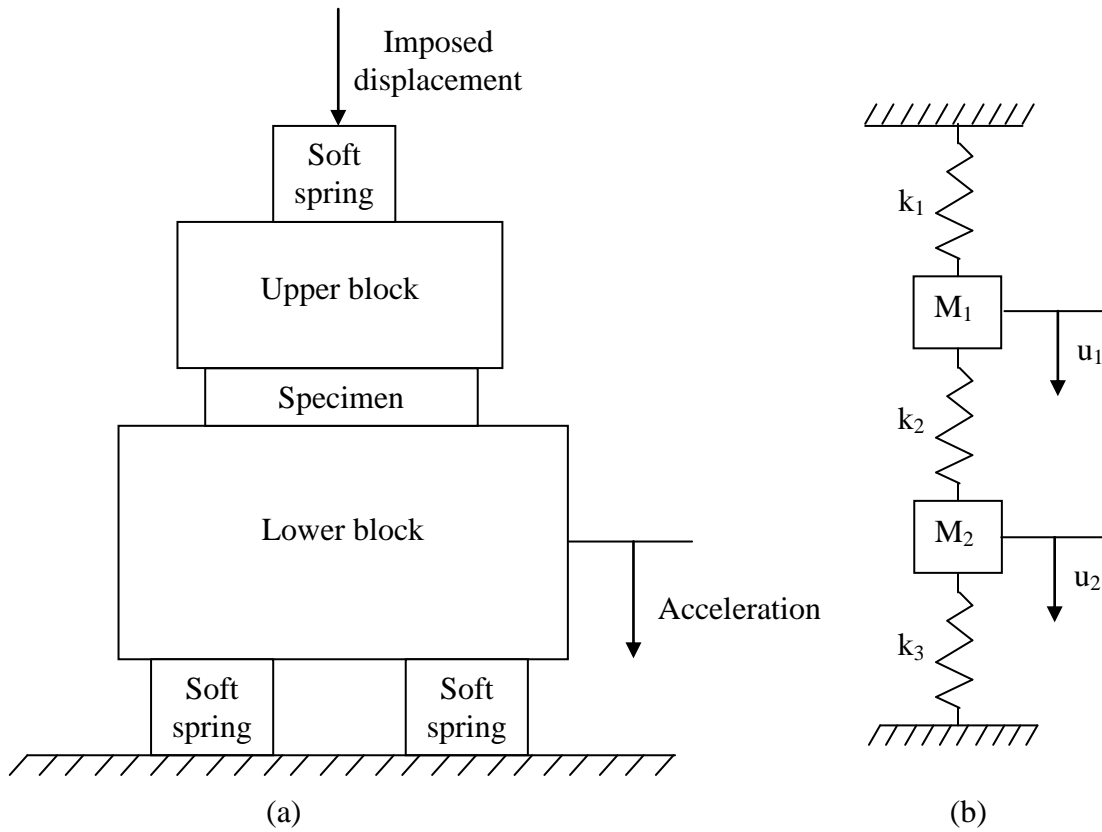 Imposed
displacement
Soft
spring
Upper block
Specimen
Lower block
Acceleration
Soft
spring
Soft
spring
(a)
k₁
M₁
u₁
k₂
M₂
u₂
k₃
(b)